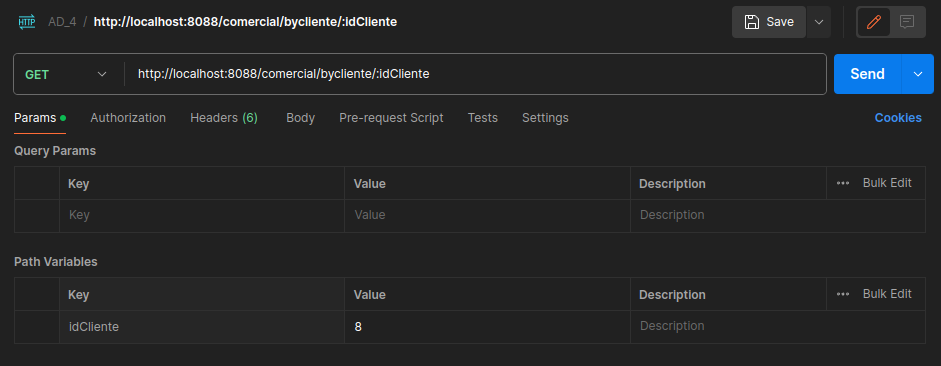 HTTP AD_4 / http://localhost:8088/comercial/bycliente/:idCliente Save
GET http://localhost:8088/comercial/bycliente/:idCliente Send
Params Authorization Headers (6) Body Pre-request Script Tests Settings Cookies
Query Params
Key Value Description ••• Bulk Edit
Key Value Description
Path Variables
Key Value Description ••• Bulk Edit
idCliente 8 Description